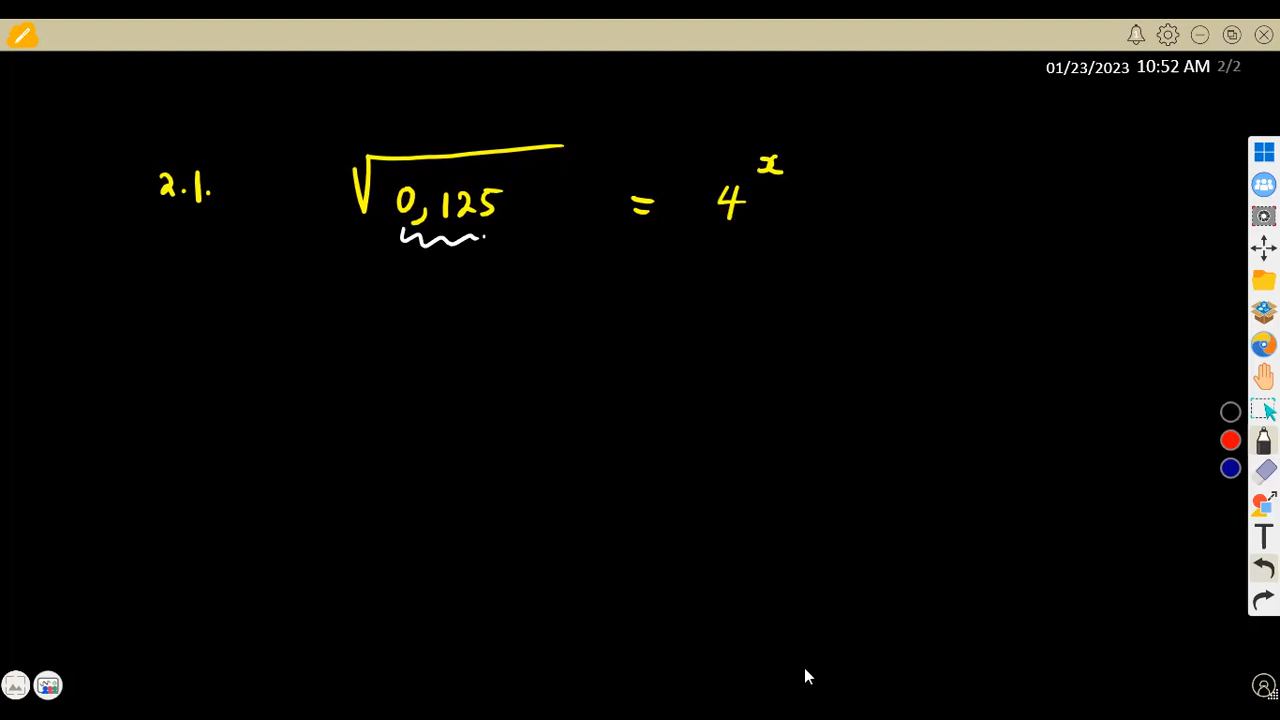 01/23/2023 10:52 AM 2/2
2.1. √0,125 = 4^x
T